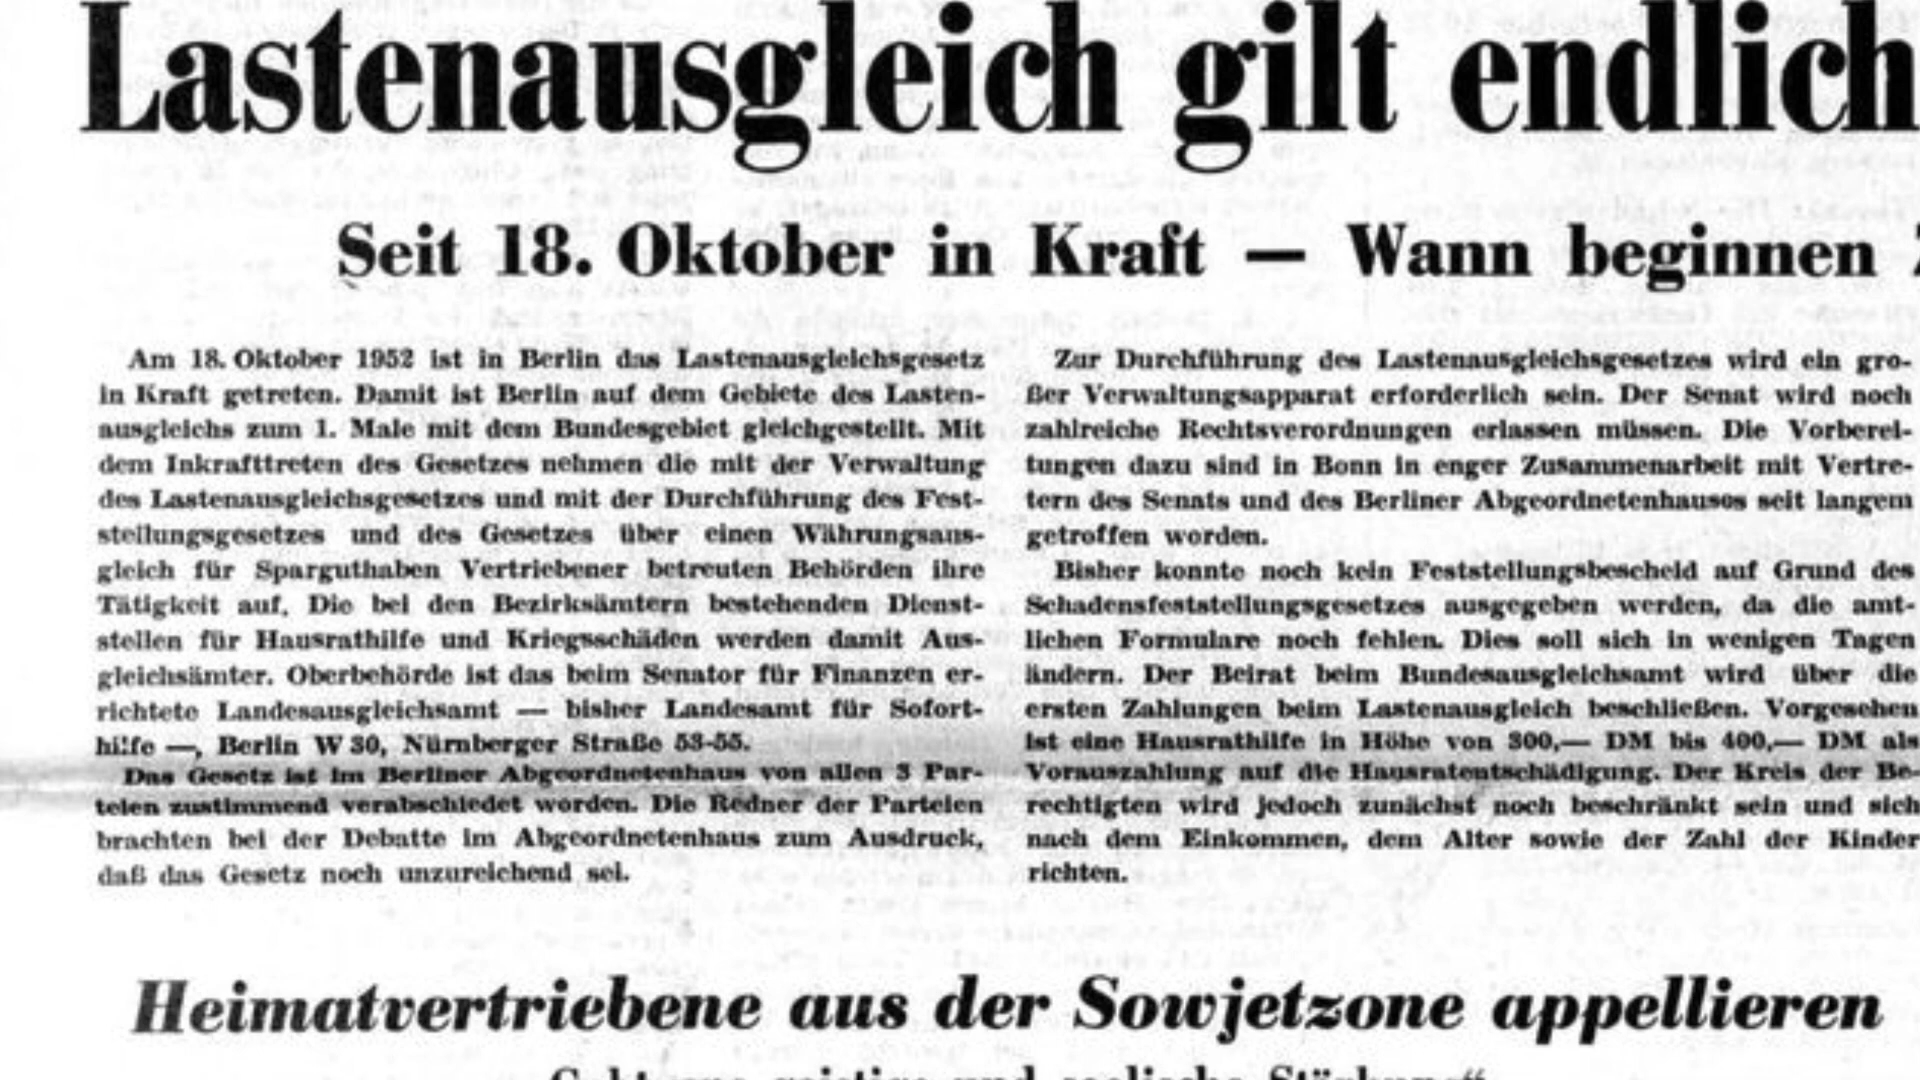 Lastenausgleich gilt endlich
Seit 18. Oktober in Kraft — Wann beginnen
Am 18. Oktober 1952 ist in Berlin das Lastenausgleichsgesetz
in Kraft getreten. Damit ist Berlin auf dem Gebiete des Lasten-
ausgleichs zum 1. Male mit dem Bundesgebiet gleichgestellt. Mit
dem Inkrafttreten des Gesetzes nehmen die mit der Verwaltung
des Lastenausgleichsgesetzes und mit der Durchführung des Fest-
stellungsgesetzes und des Gesetzes über einen Währungsaus-
gleich für Sparguthaben Vertriebener betreuten Behörden ihre
Tätigkeit auf. Die bei den Bezirksämtern bestehenden Dienst-
stellen für Hausrathilfe und Kriegsschäden werden damit Aus-
gleichsämter. Oberbehörde ist das beim Senator für Finanzen er-
richtete Landesausgleichsamt — bisher Landesamt für Sofort-
hilfe —, Berlin W 30, Nürnberger Straße 53-55.
Das Gesetz ist im Berliner Abgeordnetenhaus von allen 3 Par-
teien zustimmend verabschiedet worden. Die Redner der Parteien
brachten bei der Debatte im Abgeordnetenhaus zum Ausdruck,
daß das Gesetz noch unzureichend sei.
Zur Durchführung des Lastenausgleichsgesetzes wird ein gro-
ßer Verwaltungsapparat erforderlich sein. Der Senat wird noch
zahlreiche Rechtsverordnungen erlassen müssen. Die Vorberei-
tungen dazu sind in Bonn in enger Zusammenarbeit mit Vertre-
tern des Senats und des Berliner Abgeordnetenhauses seit langem
getroffen worden.
Bisher konnte noch kein Feststellungsbescheid auf Grund des
Schadensfeststellungsgesetzes ausgegeben werden, da die amt-
lichen Formulare noch fehlen. Dies soll sich in wenigen Tagen
ändern. Der Beirat beim Bundesausgleichsamt wird über die
ersten Zahlungen beim Lastenausgleich beschließen. Vorgesehen
ist eine Hausrathilfe in Höhe von 300,— DM bis 400,— DM als
Vorauszahlung auf die Hausratentschädigung. Der Kreis der Be-
rechtigten wird jedoch zunächst noch beschränkt sein und sich
nach dem Einkommen, dem Alter sowie der Zahl der Kinder
richten.
Heimatvertriebene aus der Sowjetzone appellieren
geistige und seelische Stärkung“